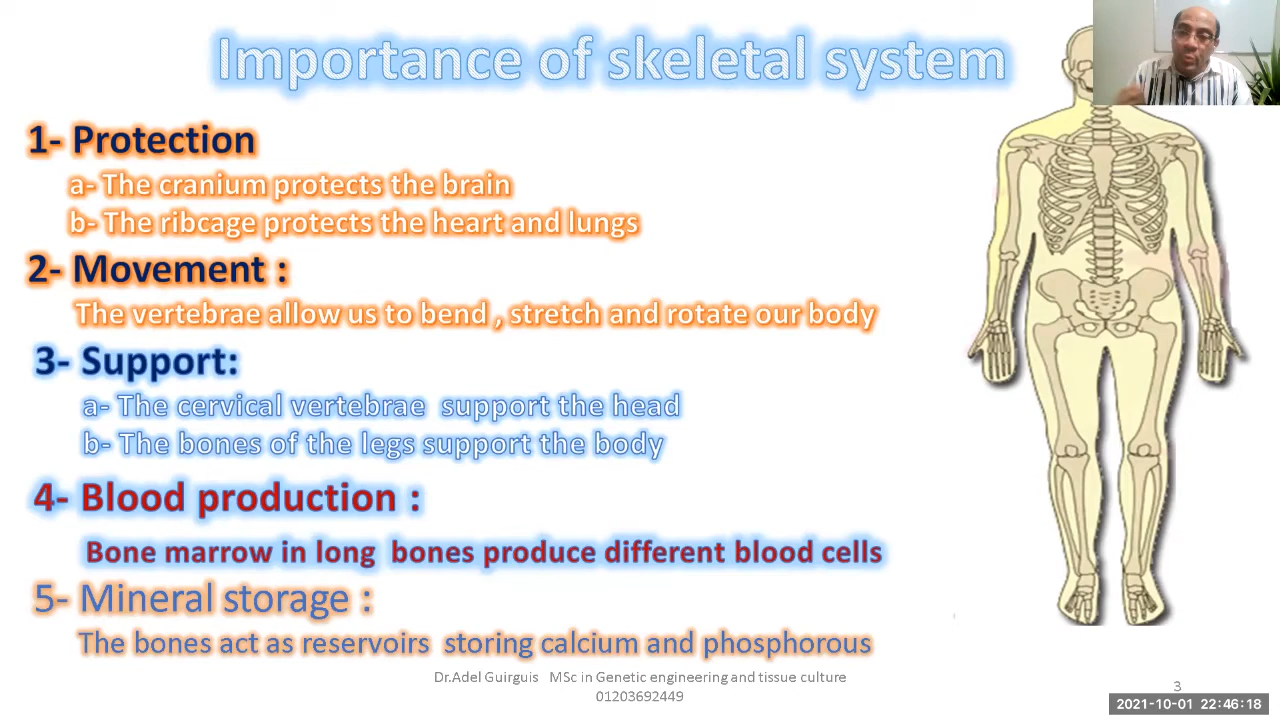 Importance of skeletal system
1- Protection
a- The cranium protects the brain
b- The ribcage protects the heart and lungs
2- Movement :
The vertebrae allow us to bend , stretch and rotate our body
3- Support:
a- The cervical vertebrae support the head
b- The bones of the legs support the body
4- Blood production :
Bone marrow in long bones produce different blood cells
5- Mineral storage :
The bones act as reservoirs storing calcium and phosphorous
Dr.Adel Guirguis MSc in Genetic engineering and tissue culture
01203692449
3
2021-10-01 22:46:18